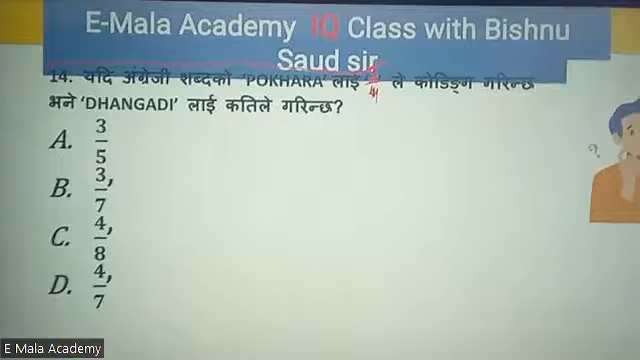 E-Mala Academy IQ Class with Bishnu
Saud sir
14. यदि अंग्रेजी शब्दको ‘POKHARA’ लाई ‘3/4’ ले कोडिङ्ग गरिन्छ
भने ‘DHANGADI’ लाई कतिले गरिन्छ?
A. 3/5
B. 3/7,
C. 4/8,
D. 4/7,
?
E Mala Academy